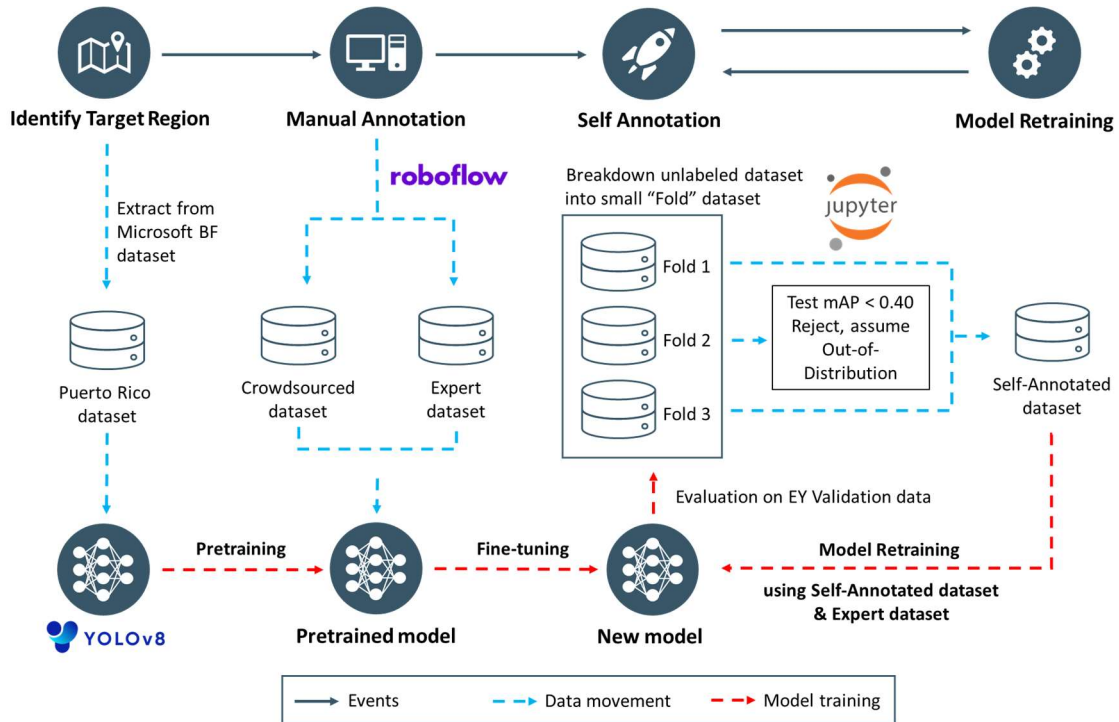 Identify Target Region
Manual Annotation
Self Annotation
Model Retraining
roboflow
Extract from
Microsoft BF
dataset
Breakdown unlabeled dataset
into small “Fold” dataset
jupyter
Fold 1
Fold 2
Fold 3
Test mAP < 0.40
Reject, assume
Out-of-
Distribution
Puerto Rico
dataset
Crowdsourced
dataset
Expert
dataset
Self-Annotated
dataset
Evaluation on EY Validation data
Pretraining
Fine-tuning
Model Retraining
using Self-Annotated dataset
& Expert dataset
YOLOv8
Pretrained model
New model
Events
Data movement
Model training